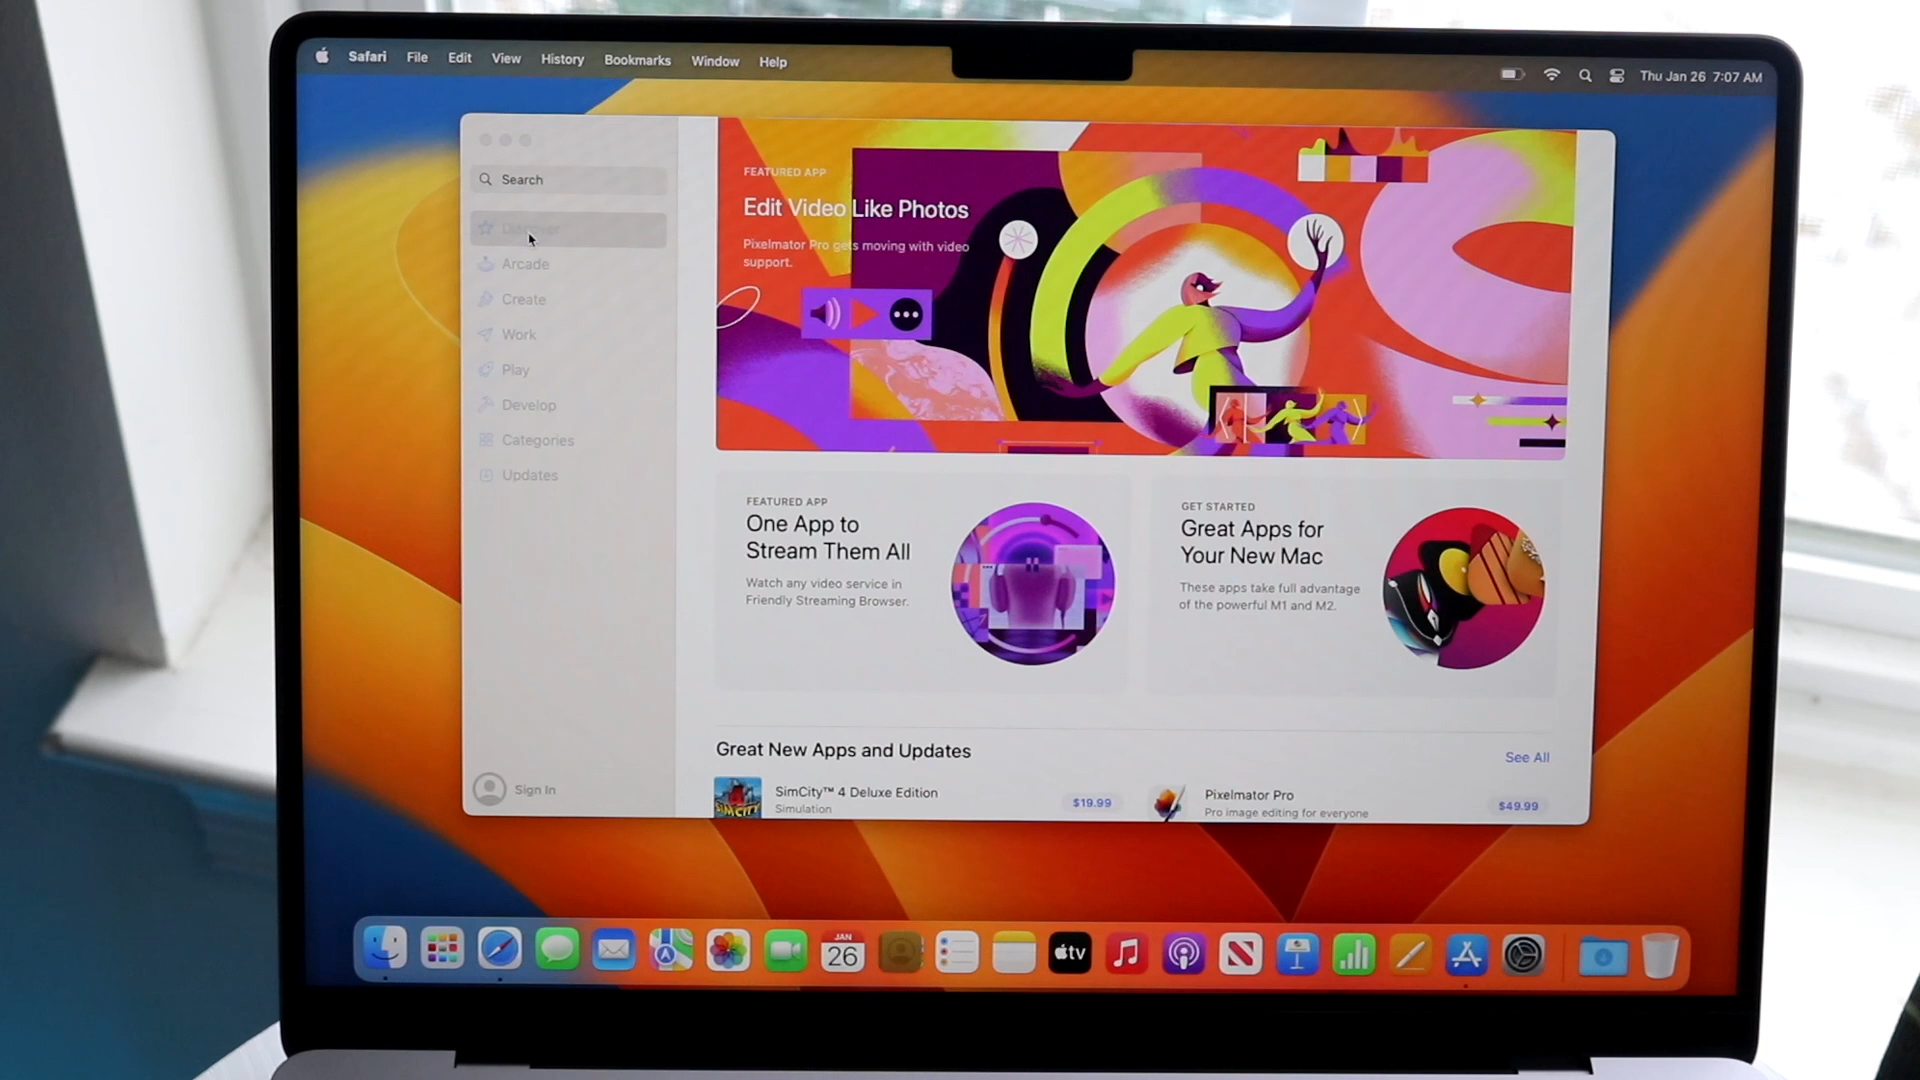 Safari File Edit View History Bookmarks Window Help
Thu Jan 26 7:07 AM
Search
Discover
Arcade
Create
Work
Play
Develop
Categories
Updates
Sign In
FEATURED APP
Edit Video Like Photos
Pixelmator Pro gets moving with video
support.
FEATURED APP
One App to
Stream Them All
Watch any video service in
Friendly Streaming Browser.
GET STARTED
Great Apps for
Your New Mac
These apps take full advantage
of the powerful M1 and M2.
Great New Apps and Updates
See All
SIMCITY
SimCity™ 4 Deluxe Edition
Simulation
$19.99
Pixelmator Pro
Pro image editing for everyone
$49.99
JAN
26
tv